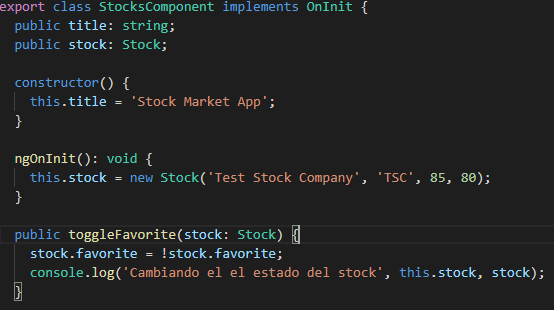 export class StocksComponent implements OnInit {
public title: string;
public stock: Stock;
constructor() {
this.title = 'Stock Market App';
}
ngOnInit(): void {
this.stock = new Stock('Test Stock Company', 'TSC', 85, 80);
}
public toggleFavorite(stock: Stock) {
stock.favorite = !stock.favorite;
console.log('Cambiando el el estado del stock', this.stock, stock);
}